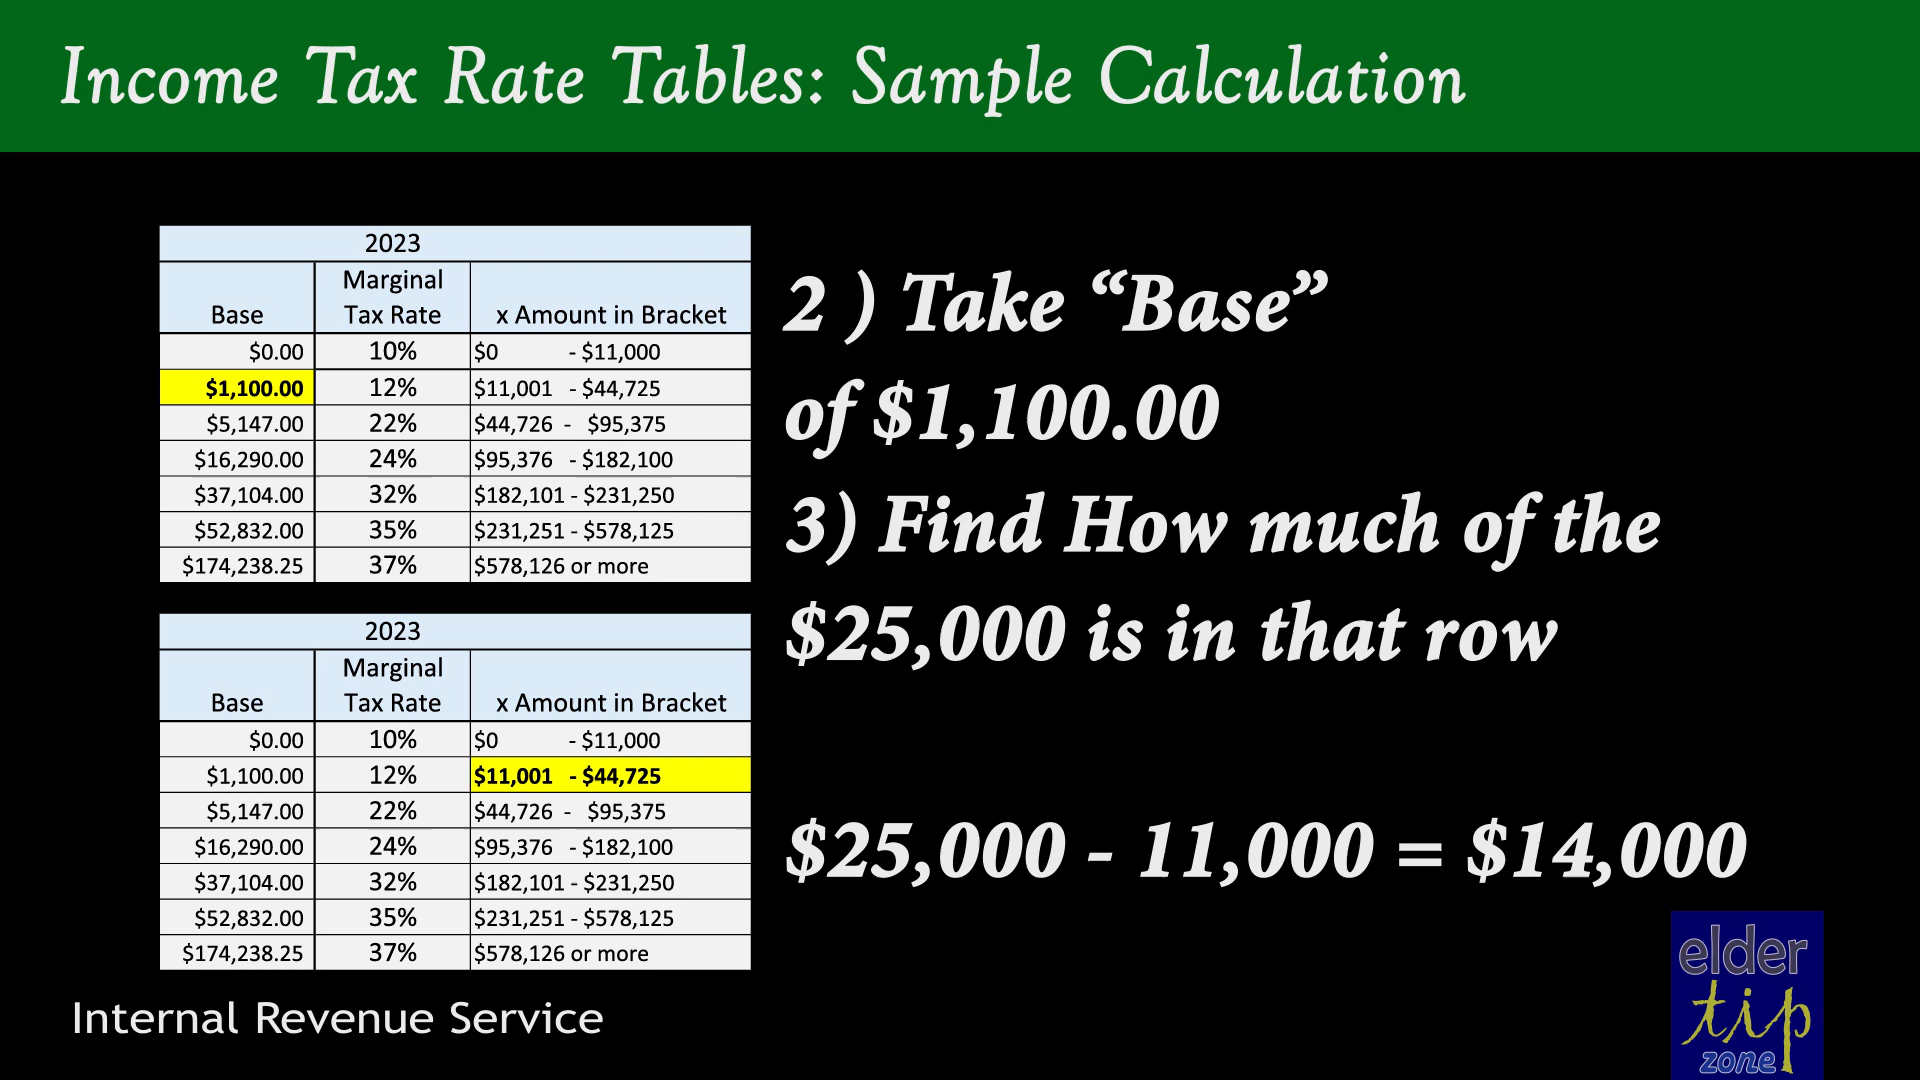 Income Tax Rate Tables: Sample Calculation
2023
Base Marginal Tax Rate x Amount in Bracket
$0.00 10% $0 - $11,000
$1,100.00 12% $11,001 - $44,725
$5,147.00 22% $44,726 - $95,375
$16,290.00 24% $95,376 - $182,100
$37,104.00 32% $182,101 - $231,250
$52,832.00 35% $231,251 - $578,125
$174,238.25 37% $578,126 or more
2023
Base Marginal Tax Rate x Amount in Bracket
$0.00 10% $0 - $11,000
$1,100.00 12% $11,001 - $44,725
$5,147.00 22% $44,726 - $95,375
$16,290.00 24% $95,376 - $182,100
$37,104.00 32% $182,101 - $231,250
$52,832.00 35% $231,251 - $578,125
$174,238.25 37% $578,126 or more
2 ) Take “Base”
of $1,100.00
3) Find How much of the
$25,000 is in that row
$25,000 - 11,000 = $14,000
Internal Revenue Service
elder
tip
zone